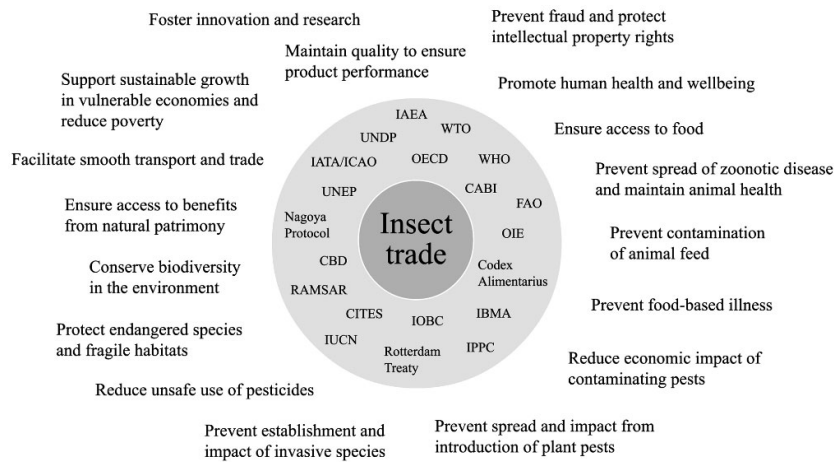 Foster innovation and research
Prevent fraud and protect
intellectual property rights
Maintain quality to ensure
product performance
Support sustainable growth
in vulnerable economies and
reduce poverty
Promote human health and wellbeing
Ensure access to food
Facilitate smooth transport and trade
Prevent spread of zoonotic disease
and maintain animal health
Ensure access to benefits
from natural patrimony
Prevent contamination
of animal feed
Conserve biodiversity
in the environment
Prevent food-based illness
Protect endangered species
and fragile habitats
Reduce economic impact of
contaminating pests
Reduce unsafe use of pesticides
Prevent establishment and
impact of invasive species
Prevent spread and impact from
introduction of plant pests
IAEA
WTO
UNDP
OECD
WHO
IATA/ICAO
UNEP
CABI
FAO
Nagoya
Protocol
OIE
CBD
Codex
Alimentarius
RAMSAR
CITES
IOBC
IBMA
IUCN
Rotterdam
Treaty
IPPC
Insect
trade